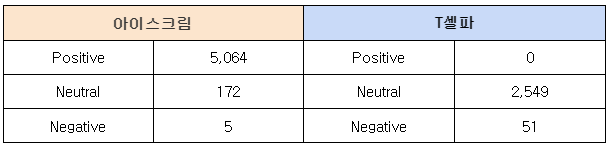 아이스크림 T셀파
Positive 5,064 Positive 0
Neutral 172 Neutral 2,549
Negative 5 Negative 51